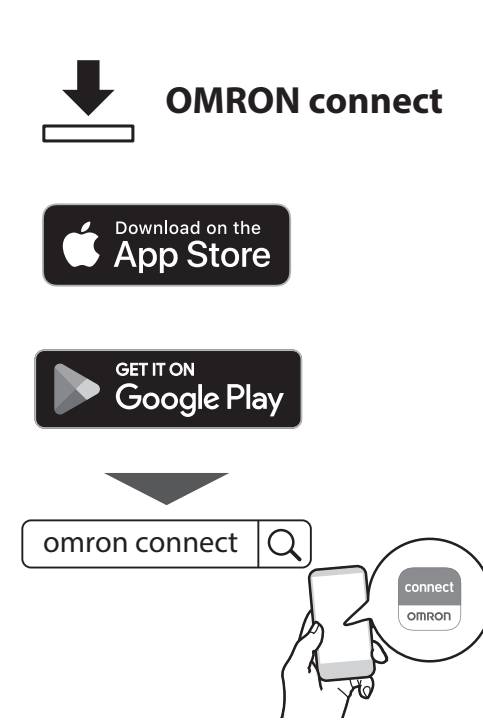 OMRON connect
Download on the
App Store
GET IT ON
Google Play
omron connect
connect
OMRON